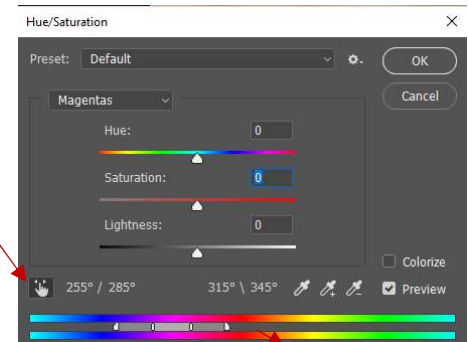 Hue/Saturation
Preset: Default
OK
Magentas
Cancel
Hue: 0
Saturation: 0
Lightness: 0
Colorize
255° / 285° 315° \ 345° Preview